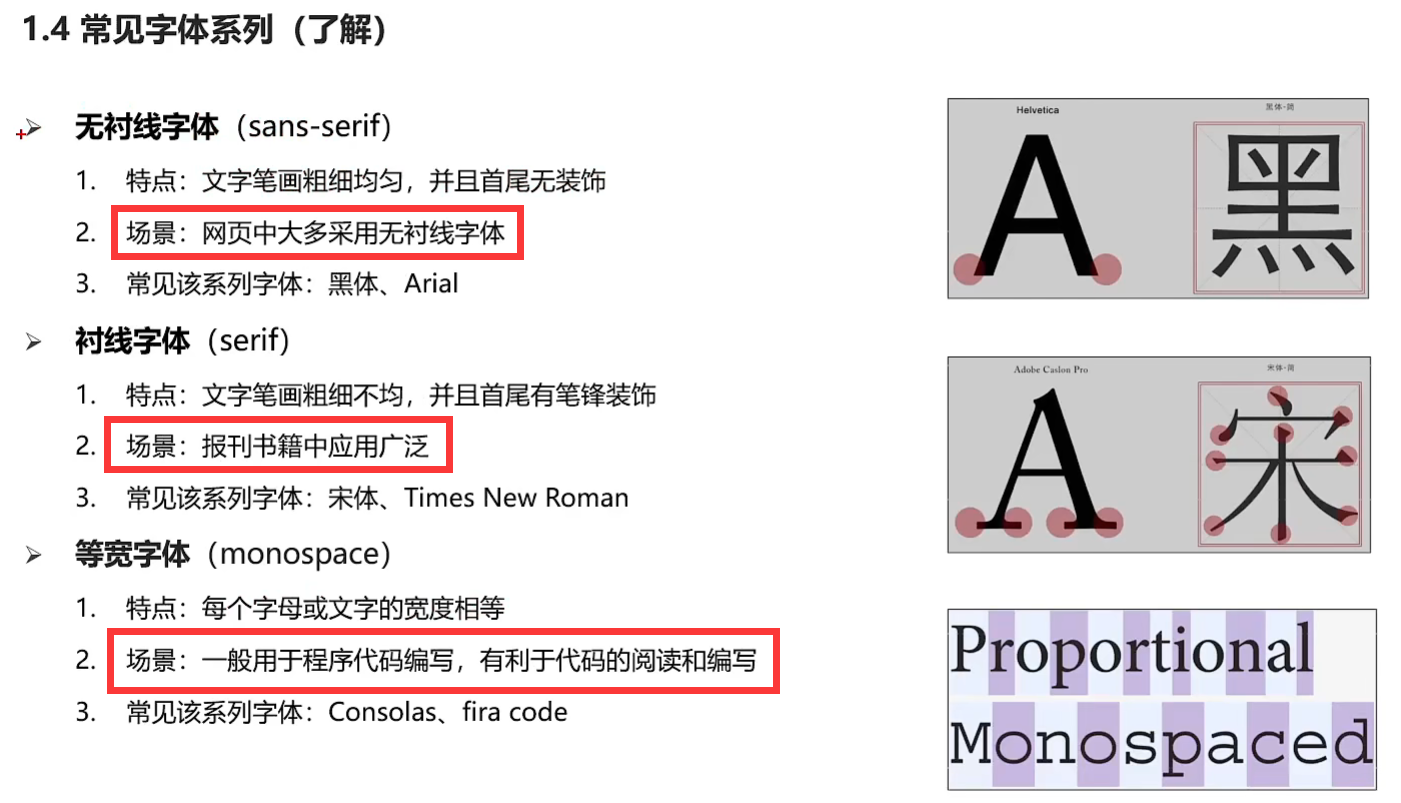 1.4 常见字体系列（了解）
无衬线字体（sans-serif）
1. 特点：文字笔画粗细均匀，并且首尾无装饰
2. 场景：网页中大多采用无衬线字体
3. 常见该系列字体：黑体、Arial
衬线字体（serif）
1. 特点：文字笔画粗细不均，并且首尾有笔锋装饰
2. 场景：报刊书籍中应用广泛
3. 常见该系列字体：宋体、Times New Roman
等宽字体（monospace）
1. 特点：每个字母或文字的宽度相等
2. 场景：一般用于程序代码编写，有利于代码的阅读和编写
3. 常见该系列字体：Consolas、fira code
Helvetica
A
黑体-简
黑
Adobe Caslon Pro
A
宋体-简
宋
Proportional
Monospaced